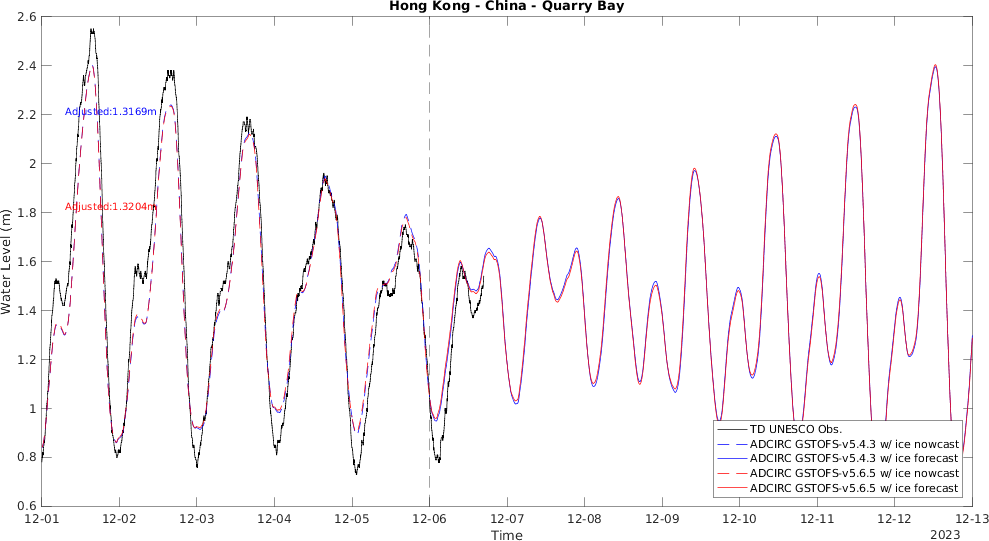 Hong Kong - China - Quarry Bay
2.6
2.4
2.2
2
1.8
1.6
1.4
1.2
1
0.8
0.6
Water Level (m)
Adjusted:1.3169m
Adjusted:1.3204m
TD UNESCO Obs.
ADCIRC GSTOFS-v5.4.3 w/ ice nowcast
ADCIRC GSTOFS-v5.4.3 w/ ice forecast
ADCIRC GSTOFS-v5.6.5 w/ ice nowcast
ADCIRC GSTOFS-v5.6.5 w/ ice forecast
12-01 12-02 12-03 12-04 12-05 12-06 12-07 12-08 12-09 12-10 12-11 12-12 12-13
Time
2023